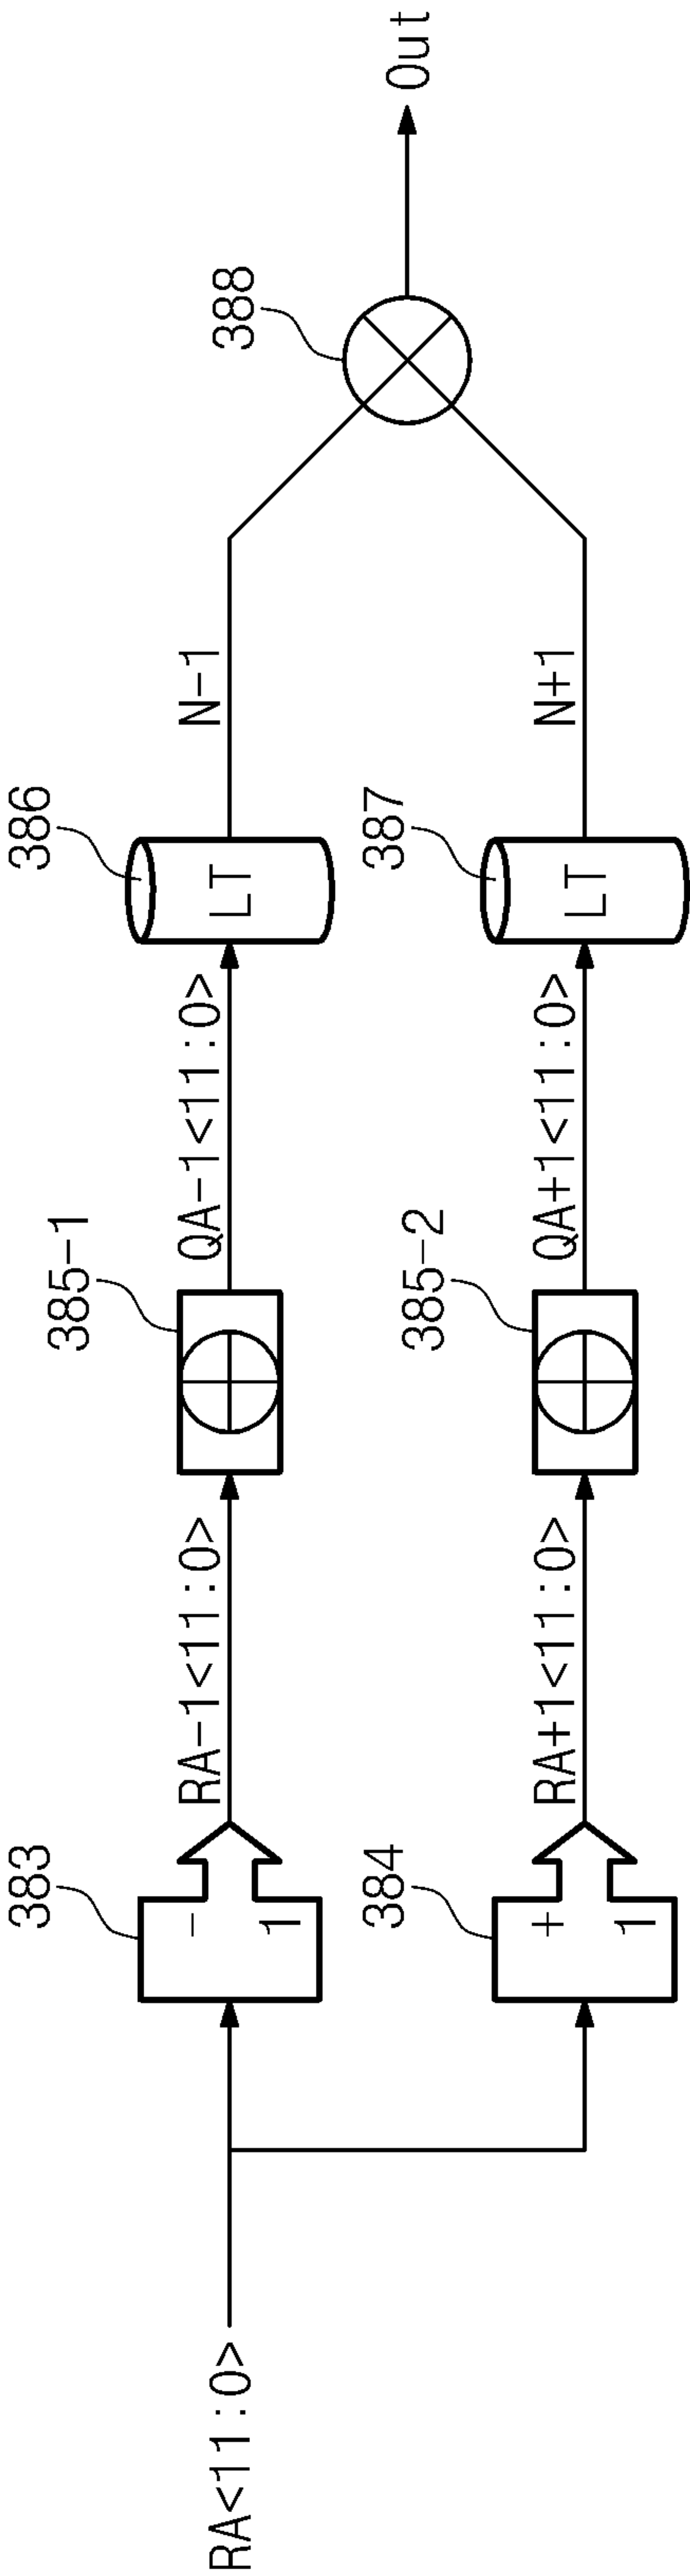 RA<11:0>
383
-
1
RA-1<11:0>
385-1
QA-1<11:0>
386
LT
N-1
388
Out
384
+
1
RA+1<11:0>
385-2
QA+1<11:0>
387
LT
N+1